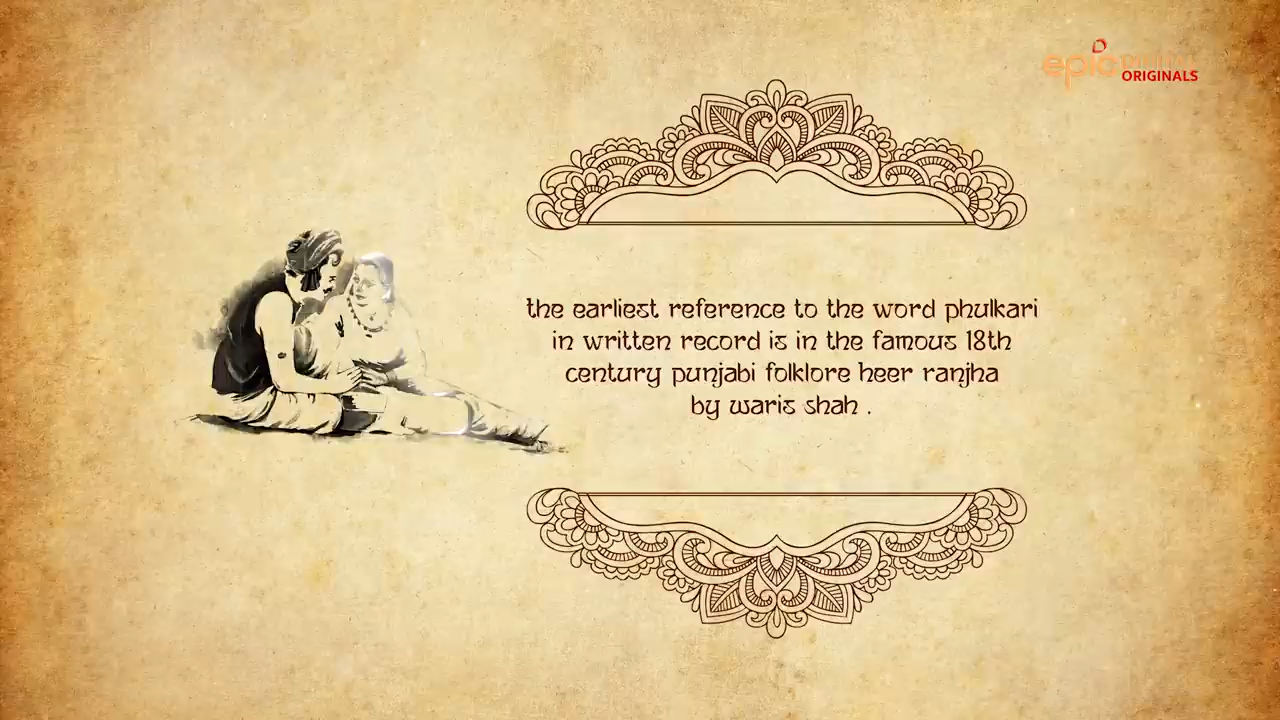 epic
ORIGINALS
the earliest reference to the word phulkari
in written record is in the famous 18th
century punjabi folklore heer ranjha
by waris shah .